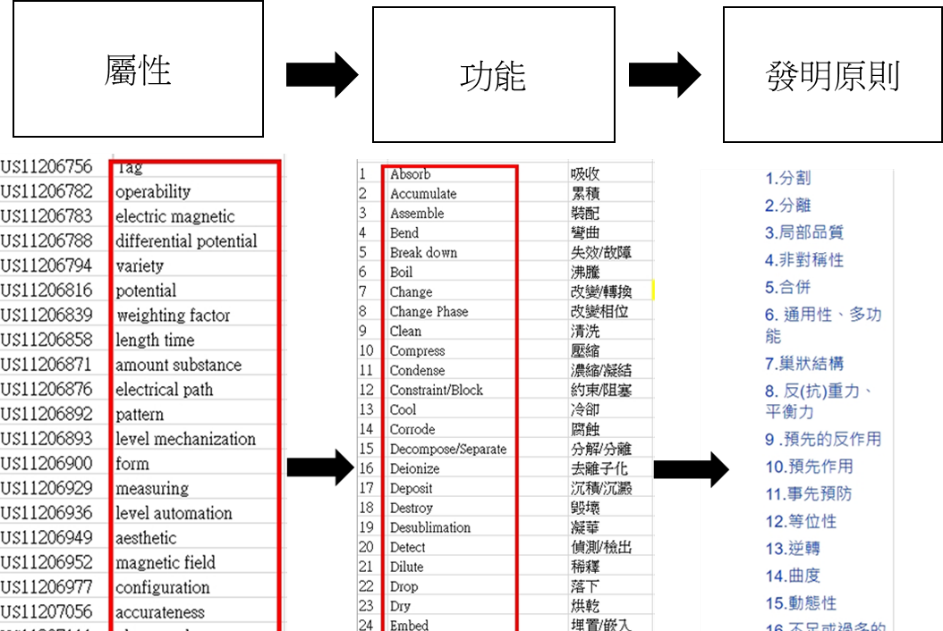 屬性
功能
發明原則
US11206756 Tag
US11206782 operability
US11206783 electric magnetic
US11206788 differential potential
US11206794 variety
US11206816 potential
US11206839 weighting factor
US11206858 length time
US11206871 amount substance
US11206876 electrical path
US11206892 pattern
US11206893 level mechanization
US11206900 form
US11206929 measuring
US11206936 level automation
US11206949 aesthetic
US11206952 magnetic field
US11206977 configuration
US11207056 accurateness
1 Absorb 吸收
2 Accumulate 累積
3 Assemble 裝配
4 Bend 彎曲
5 Break down 失效/故障
6 Boil 沸騰
7 Change 改變/轉換
8 Change Phase 改變相位
9 Clean 清洗
10 Compress 壓縮
11 Condense 濃縮/凝結
12 Constraint/Block 約束/阻塞
13 Cool 冷卻
14 Corrode 腐蝕
15 Decompose/Separate 分解/分離
16 Deionize 去離子化
17 Deposit 沉積/沉澱
18 Destroy 毀壞
19 Desublimation 凝華
20 Detect 偵測/檢出
21 Dilute 稀釋
22 Drop 落下
23 Dry 烘乾
24 Embed 埋置/嵌入
1.分割
2.分離
3.局部品質
4.非對稱性
5.合併
6. 通用性、多功
能
7.巢狀結構
8. 反(抗)重力、
平衡力
9 .預先的反作用
10.預先作用
11.事先預防
12.等位性
13.逆轉
14.曲度
15.動態性
16.不足或過多的